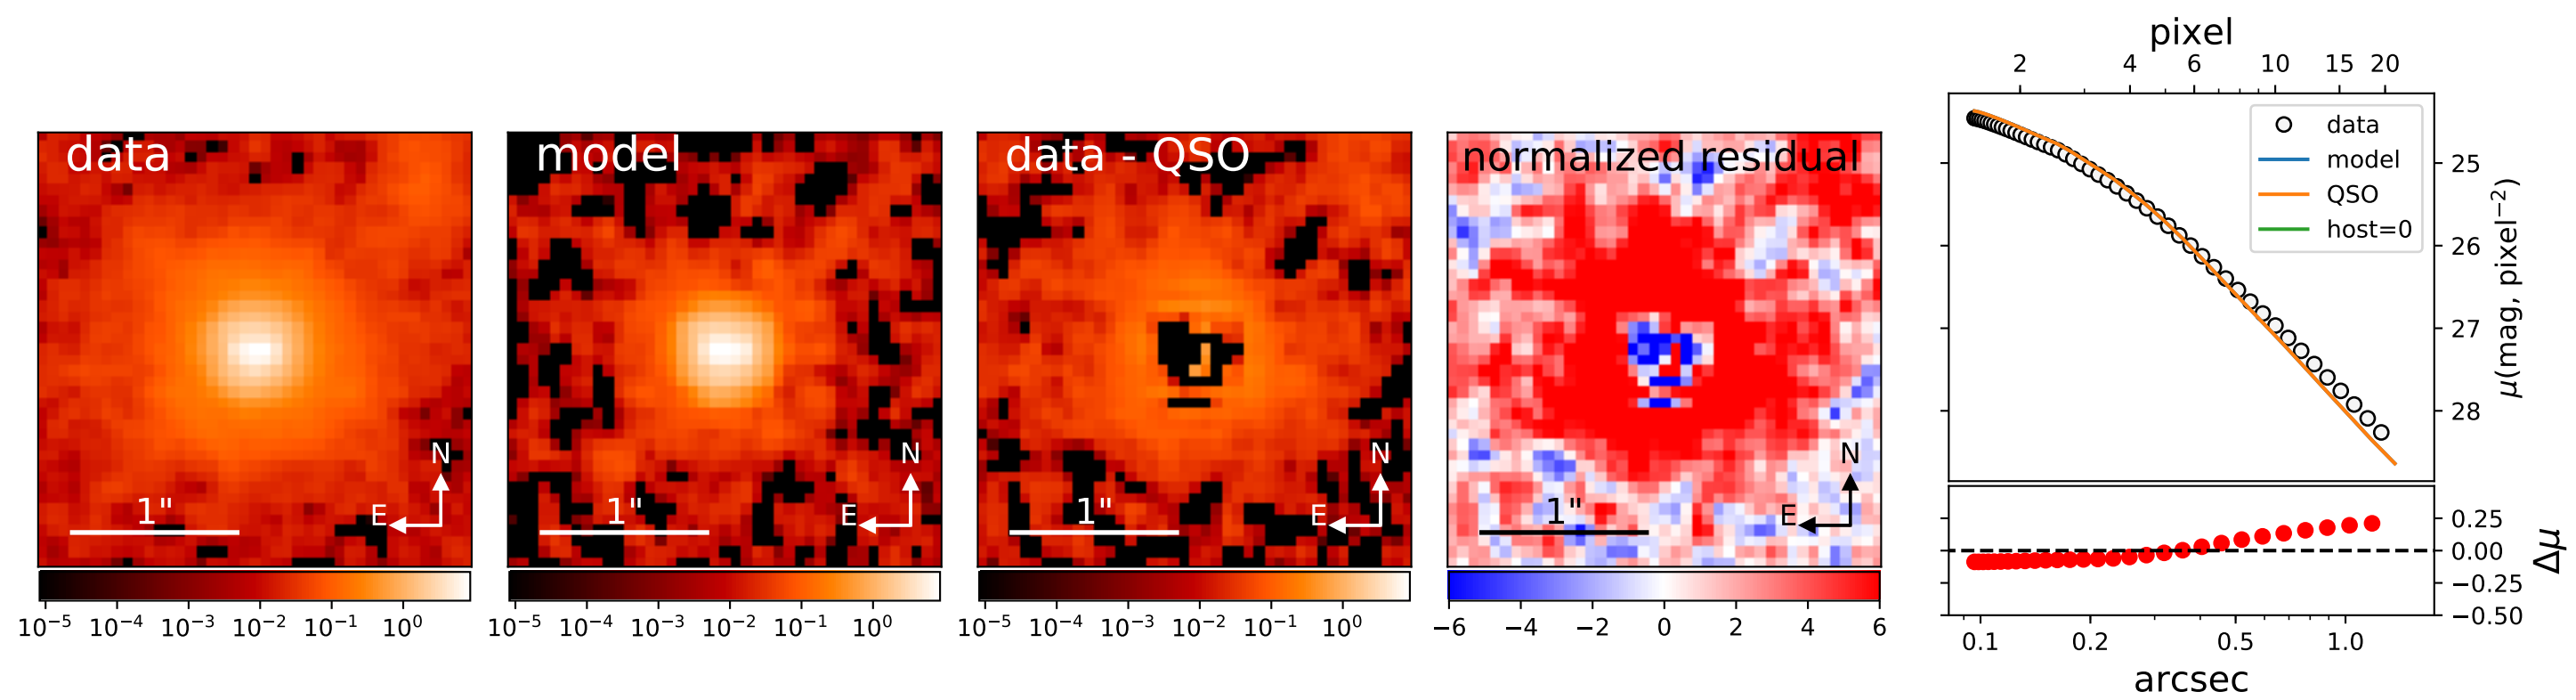 data
N
E
1"
10⁻⁵ 10⁻⁴ 10⁻³ 10⁻² 10⁻¹ 10⁰
model
N
E
1"
10⁻⁵ 10⁻⁴ 10⁻³ 10⁻² 10⁻¹ 10⁰
data - QSO
N
E
1"
10⁻⁵ 10⁻⁴ 10⁻³ 10⁻² 10⁻¹ 10⁰
normalized residual
N
E
1"
−6 −4 −2 0 2 4 6
pixel
2 4 6 10 15 20
data
model
QSO
host=0
25
26
27
28
μ(mag, pixel⁻²)
0.25
0.00
−0.25
−0.50
Δμ
0.1 0.2 0.5 1.0
arcsec